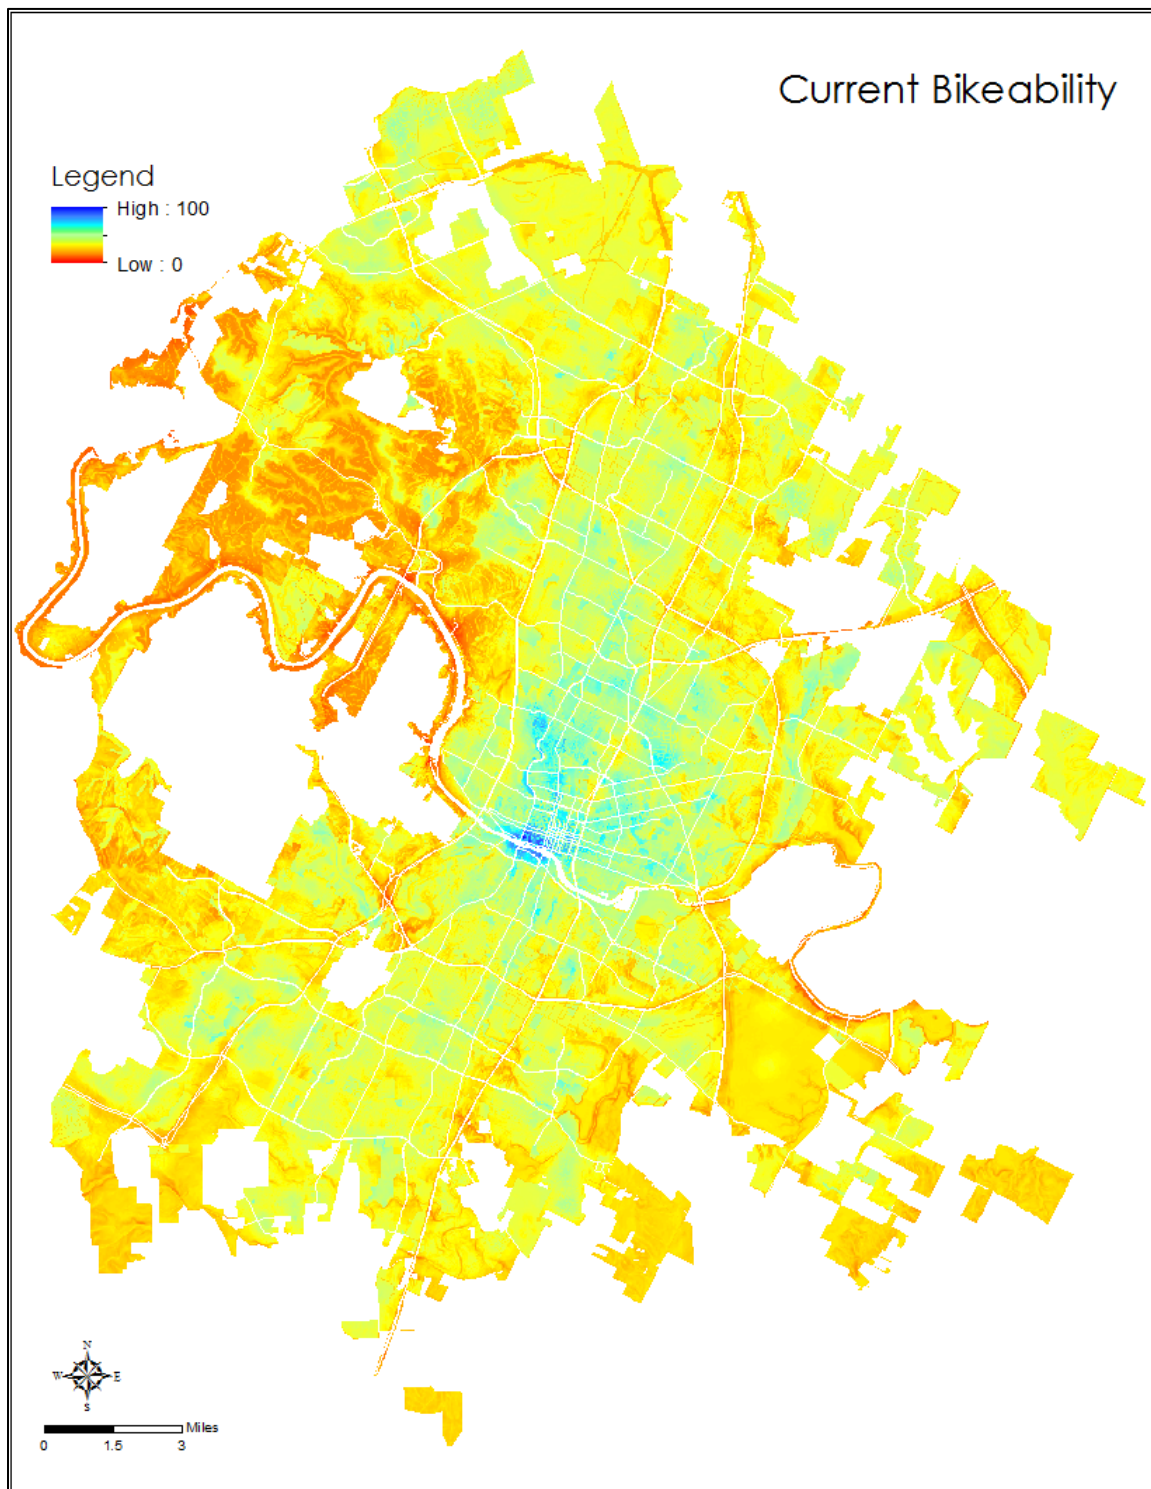 Current Bikeability
Legend
High : 100
Low : 0
N
W E
S
Miles
0 1.5 3